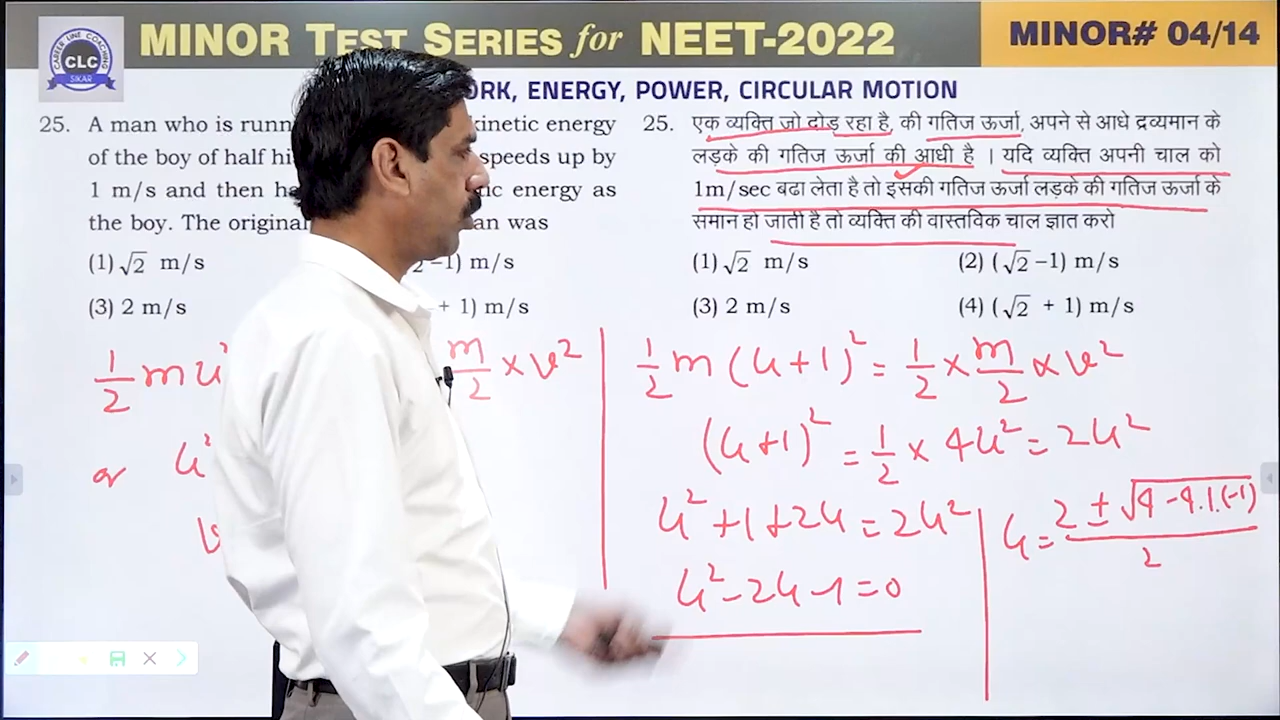 CAREER LINE COACHING
CLC
SIKAR
MINOR TEST SERIES for NEET-2022
MINOR# 04/14
ORK, ENERGY, POWER, CIRCULAR MOTION
25. A man who is runn kinetic energy
of the boy of half hi speeds up by
1 m/s and then ha ic energy as
the boy. The origina an was
(1) √2 m/s -1) m/s
(3) 2 m/s + 1) m/s
25. एक व्यक्ति जो दोड़ रहा है, की गतिज ऊर्जा, अपने से आधे द्रव्यमान के
लड़के की गतिज ऊर्जा की आधी है । यदि व्यक्ति अपनी चाल को
1m/sec बढा लेता है तो इसकी गतिज ऊर्जा लड़के की गतिज ऊर्जा के
समान हो जाती है तो व्यक्ति की वास्तविक चाल ज्ञात करो
(1) √2 m/s (2) (√2 -1) m/s
(3) 2 m/s (4) (√2 + 1) m/s
1/2 mu² m/2 × v²
or u²
v
1/2 m (u+1)² = 1/2 × m/2 × v²
(u+1)² = 1/2 × 4u² = 2u²
u² +1+2u = 2u²
u² - 2u -1 = 0
u = 2 ± √4 -4.1.(-1) / 2